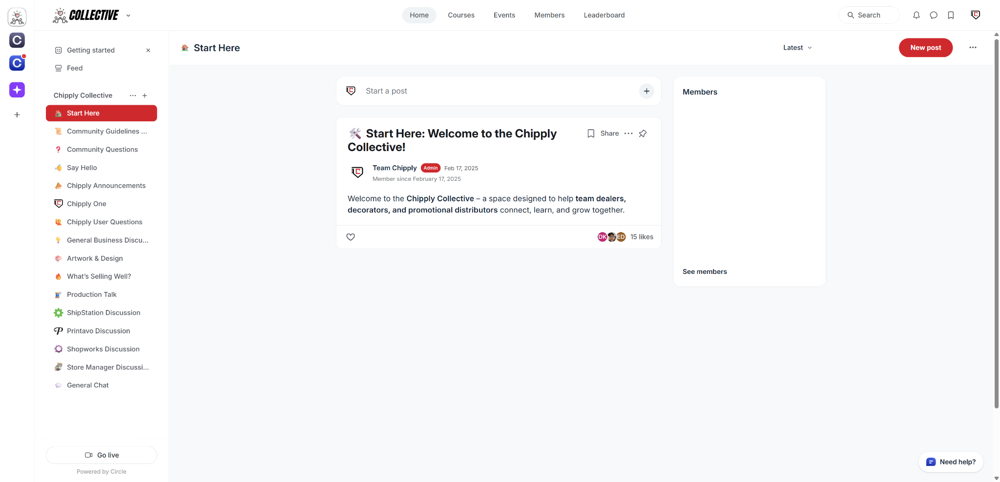 COLLECTIVE
Home
Courses
Events
Members
Leaderboard
Search
Getting started
Feed
Chipply Collective
Start Here
Community Guidelines ...
Community Questions
Say Hello
Chipply Announcements
Chipply One
Chipply User Questions
General Business Discu...
Artwork & Design
What's Selling Well?
Production Talk
ShipStation Discussion
Printavo Discussion
Shopworks Discussion
Store Manager Discussi...
General Chat
Go live
Powered by Circle
Start Here
Latest
New post
Start a post
Start Here: Welcome to the Chipply
Collective!
Share
Team Chipply Admin Feb 17, 2025
Member since February 17, 2025
Welcome to the Chipply Collective – a space designed to help team dealers,
decorators, and promotional distributors connect, learn, and grow together.
DK ED 15 likes
Members
See members
Need help?